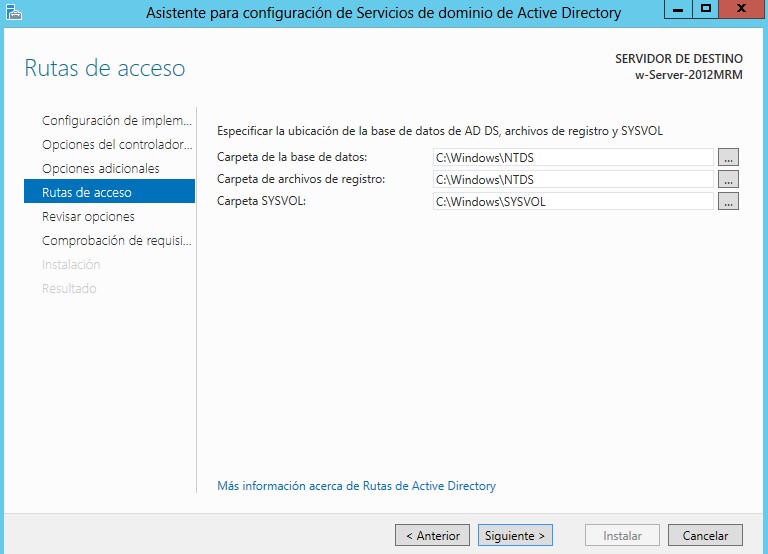 Asistente para configuración de Servicios de dominio de Active Directory
Rutas de acceso
SERVIDOR DE DESTINO
w-Server-2012MRM
Configuración de implem...
Opciones del controlador...
Opciones adicionales
Rutas de acceso
Revisar opciones
Comprobación de requisi...
Instalación
Resultado
Especificar la ubicación de la base de datos de AD DS, archivos de registro y SYSVOL
Carpeta de la base de datos: C:\Windows\NTDS ...
Carpeta de archivos de registro: C:\Windows\NTDS ...
Carpeta SYSVOL: C:\Windows\SYSVOL ...
Más información acerca de Rutas de Active Directory
< Anterior Siguiente > Instalar Cancelar